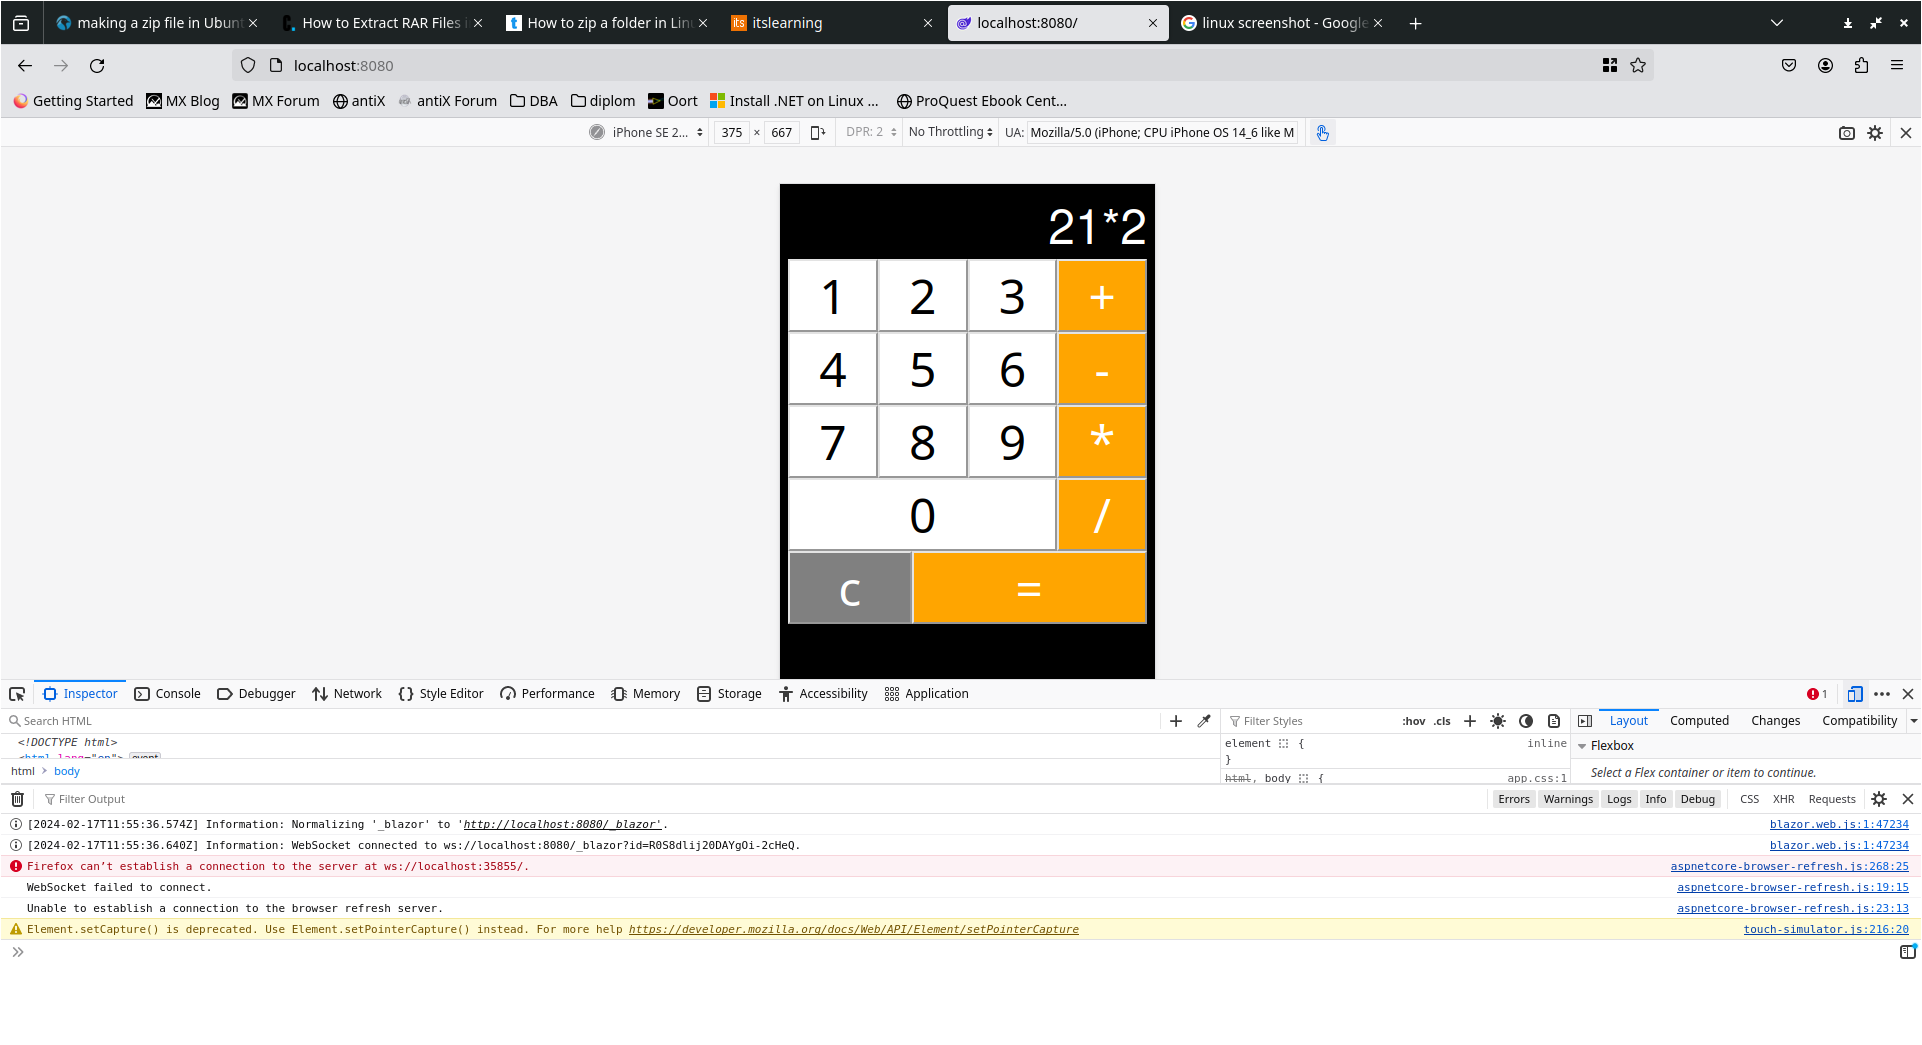 making a zip file in Ubunt
How to Extract RAR Files i
How to zip a folder in Linu
itslearning
localhost:8080/
linux screenshot - Google
localhost:8080
Getting Started MX Blog MX Forum antiX antiX Forum DBA diplom Oort Install .NET on Linux ... ProQuest Ebook Cent...
iPhone SE 2... 375 × 667 DPR: 2 No Throttling UA: Mozilla/5.0 (iPhone; CPU iPhone OS 14_6 like M
21*2
1 2 3 +
4 5 6 -
7 8 9 *
0 /
c =
Inspector Console Debugger Network Style Editor Performance Memory Storage Accessibility Application 1
Search HTML
Filter Styles :hov .cls
Layout Computed Changes Compatibility
<!DOCTYPE html>
<html lang="en"> event
html > body
element { inline
}
html, body { app.css:1
Flexbox
Select a Flex container or item to continue.
Filter Output Errors Warnings Logs Info Debug CSS XHR Requests
[2024-02-17T11:55:36.574Z] Information: Normalizing '_blazor' to 'http://localhost:8080/_blazor'. blazor.web.js:1:47234
[2024-02-17T11:55:36.640Z] Information: WebSocket connected to ws://localhost:8080/_blazor?id=R0S8dlij20DAYgOi-2cHeQ. blazor.web.js:1:47234
Firefox can't establish a connection to the server at ws://localhost:35855/. aspnetcore-browser-refresh.js:268:25
WebSocket failed to connect. aspnetcore-browser-refresh.js:19:15
Unable to establish a connection to the browser refresh server. aspnetcore-browser-refresh.js:23:13
Element.setCapture() is deprecated. Use Element.setPointerCapture() instead. For more help https://developer.mozilla.org/docs/Web/API/Element/setPointerCapture touch-simulator.js:216:20